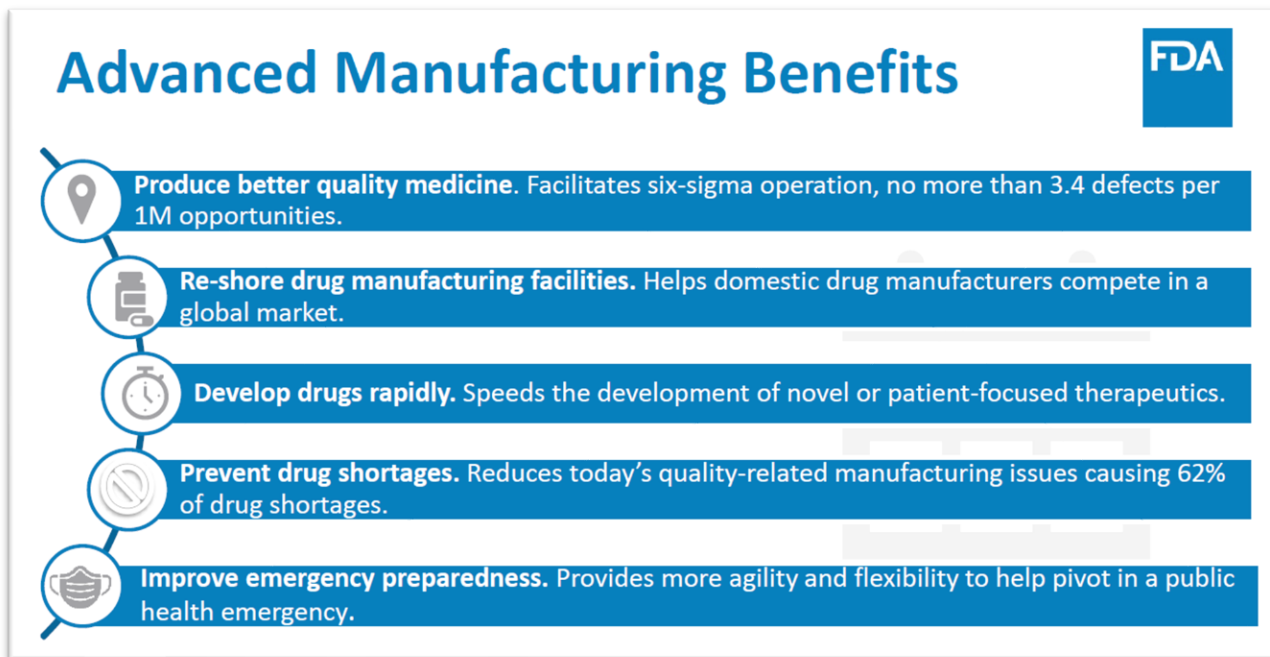 Advanced Manufacturing Benefits
FDA
Produce better quality medicine. Facilitates six-sigma operation, no more than 3.4 defects per
1M opportunities.
Re-shore drug manufacturing facilities. Helps domestic drug manufacturers compete in a
global market.
Develop drugs rapidly. Speeds the development of novel or patient-focused therapeutics.
Prevent drug shortages. Reduces today’s quality-related manufacturing issues causing 62%
of drug shortages.
Improve emergency preparedness. Provides more agility and flexibility to help pivot in a public
health emergency.